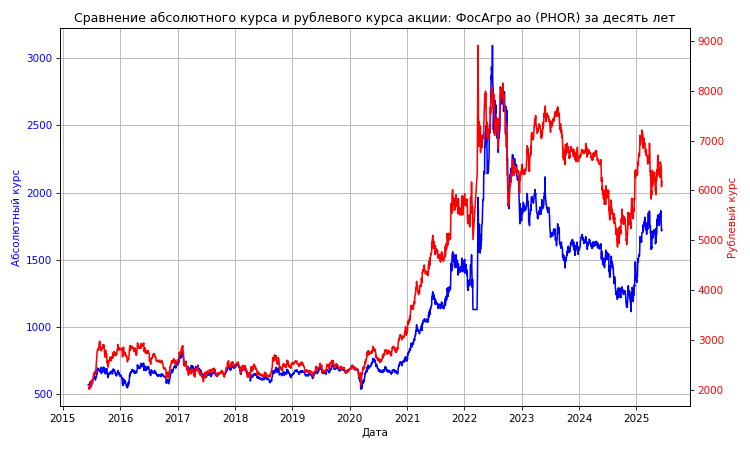 Сравнение абсолютного курса и рублевого курса акции: ФосАгро ао (PHOR) за десять лет
3000
2500
2000
1500
1000
500
Абсолютный курс
9000
8000
7000
6000
5000
4000
3000
2000
Рублевый курс
2015 2016 2017 2018 2019 2020 2021 2022 2023 2024 2025
Дата